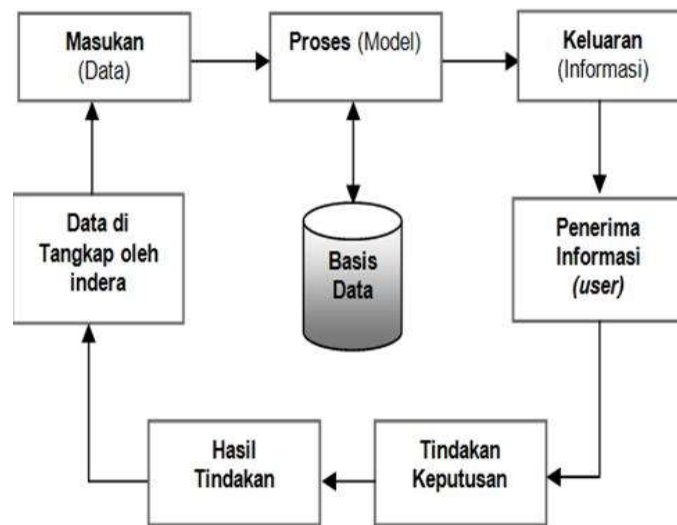 Masukan
(Data)
Proses (Model)
Keluaran
(Informasi)
Data di
Tangkap oleh
indera
Basis
Data
Penerima
Informasi
(user)
Hasil
Tindakan
Tindakan
Keputusan